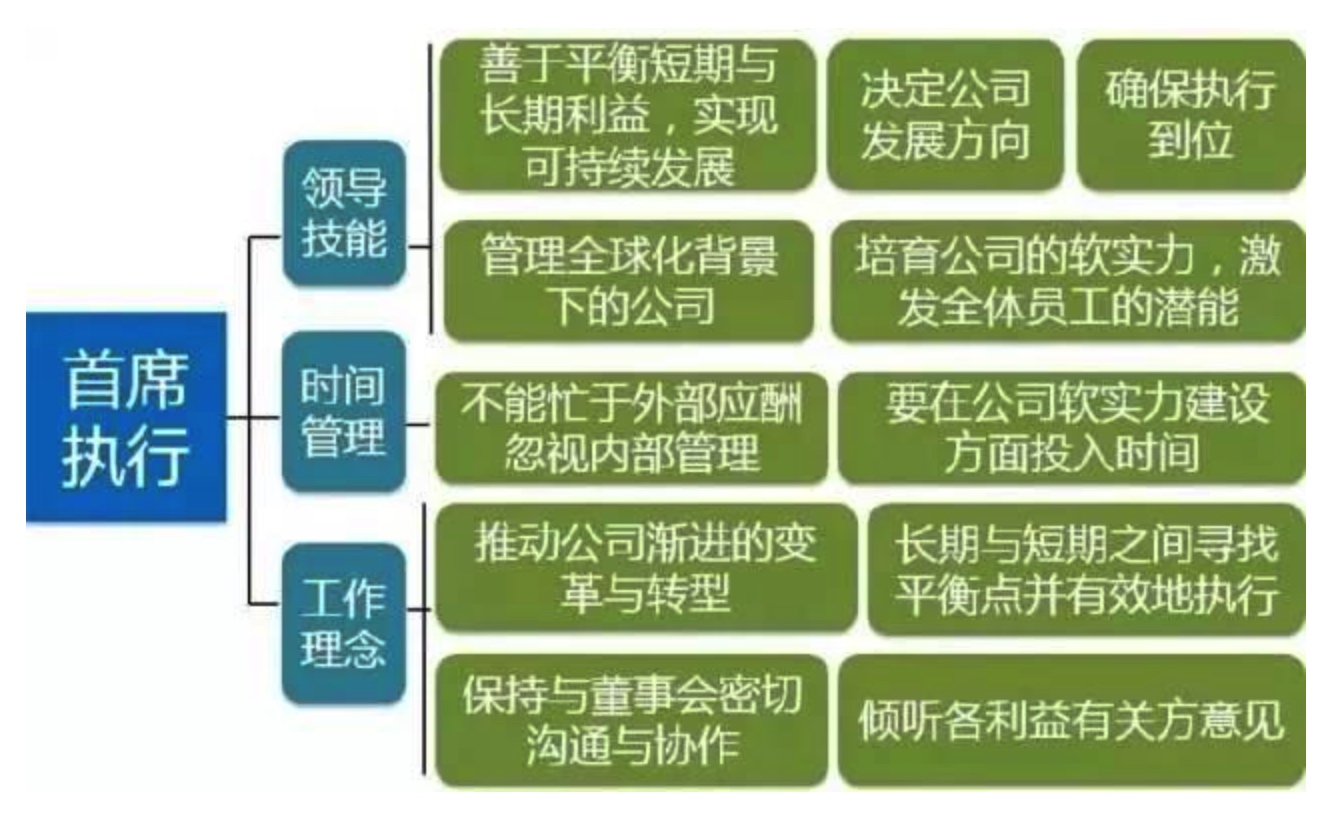 首席
执行
领导
技能
善于平衡短期与
长期利益，实现
可持续发展
决定公司
发展方向
确保执行
到位
管理全球化背景
下的公司
培育公司的软实力，激
发全体员工的潜能
时间
管理
不能忙于外部应酬
忽视内部管理
要在公司软实力建设
方面投入时间
工作
理念
推动公司渐进的变
革与转型
长期与短期之间寻找
平衡点并有效地执行
保持与董事会密切
沟通与协作
倾听各利益有关方意见